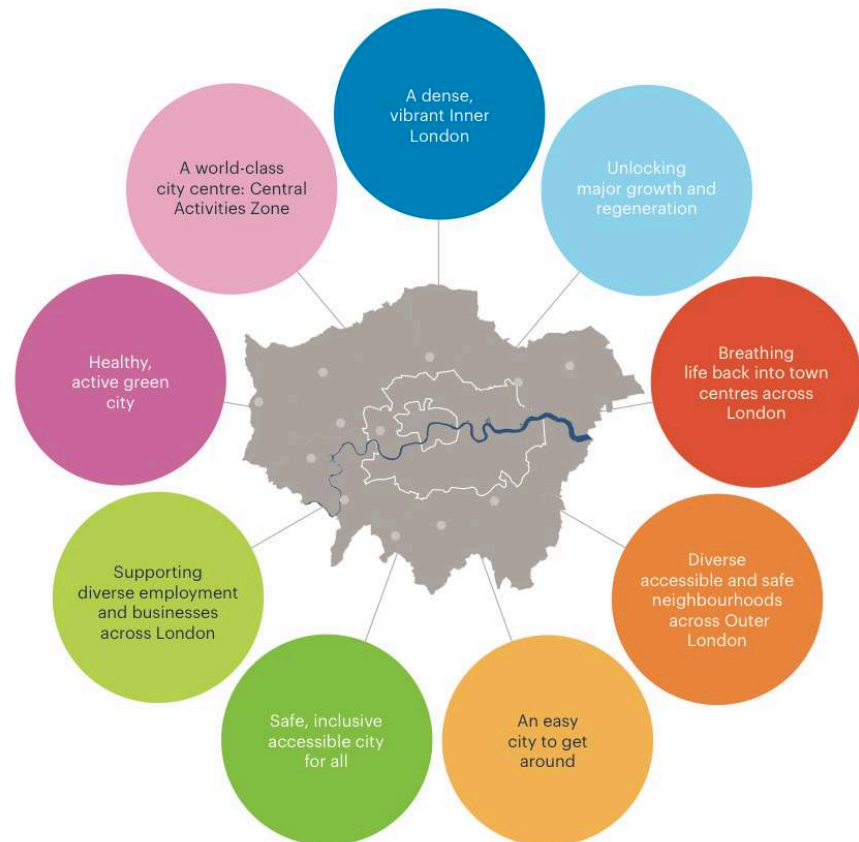 A dense,
vibrant Inner
London
Unlocking
major growth and
regeneration
Breathing
life back into town
centres across
London
Diverse
accessible and safe
neighbourhoods
across Outer
London
An easy
city to get
around
Safe, inclusive
accessible city
for all
Supporting
diverse employment
and businesses
across London
Healthy,
active green
city
A world-class
city centre: Central
Activities Zone